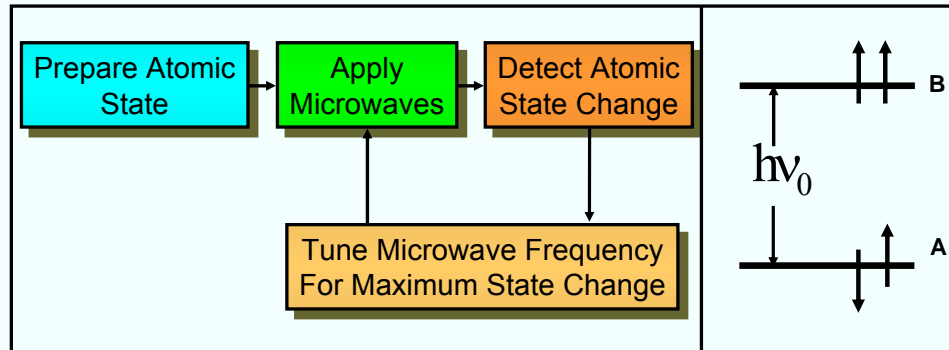 Prepare Atomic
State
Apply
Microwaves
Detect Atomic
State Change
Tune Microwave Frequency
For Maximum State Change
B
hν₀
A